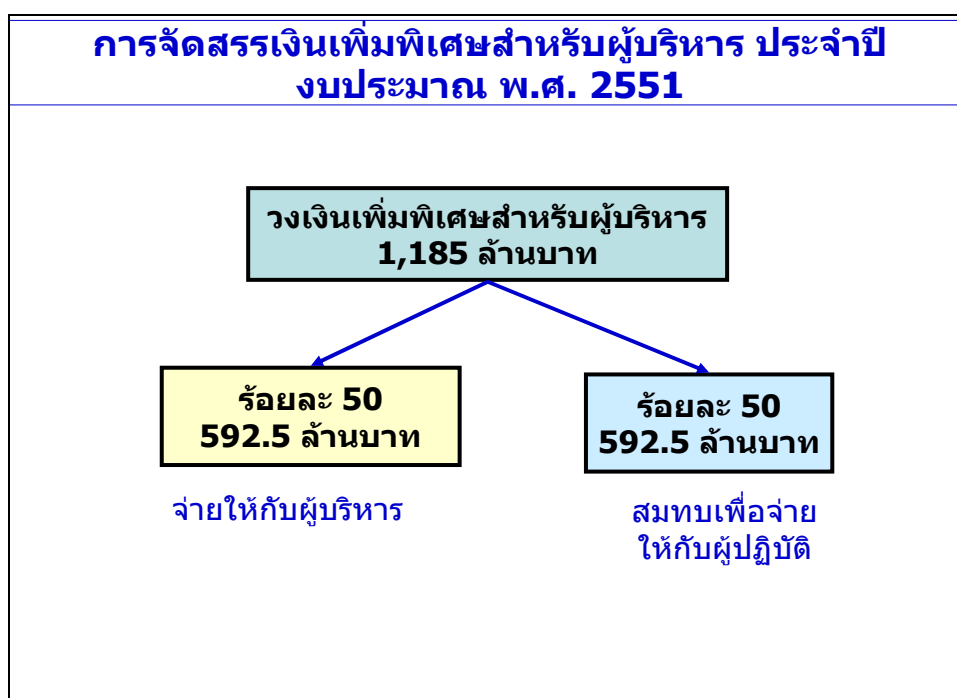 การจัดสรรเงินเพิ่มพิเศษสำหรับผู้บริหาร ประจำปี
งบประมาณ พ.ศ. 2551
วงเงินเพิ่มพิเศษสำหรับผู้บริหาร
1,185 ล้านบาท
ร้อยละ 50
592.5 ล้านบาท
จ่ายให้กับผู้บริหาร
ร้อยละ 50
592.5 ล้านบาท
สมทบเพื่อจ่าย
ให้กับผู้ปฏิบัติ